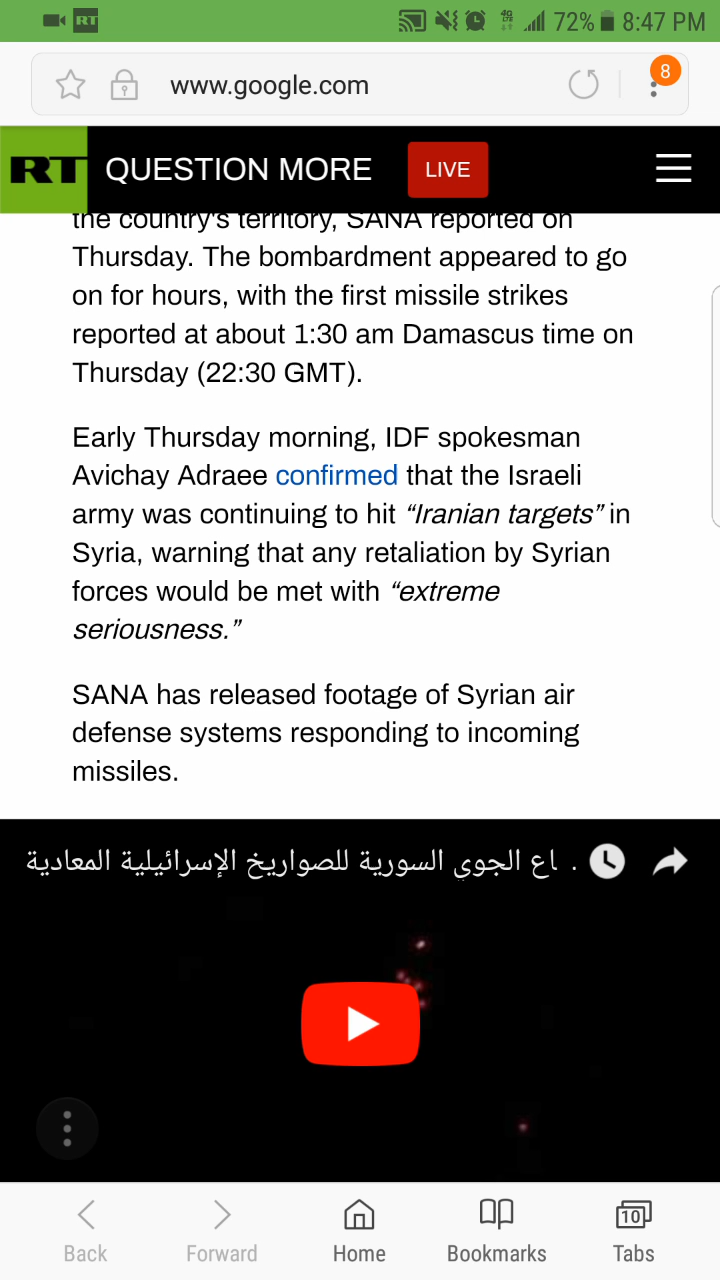 RT
4G
LTE
72% 8:47 PM
www.google.com
8
RT QUESTION MORE LIVE
the country's territory, SANA reported on
Thursday. The bombardment appeared to go
on for hours, with the first missile strikes
reported at about 1:30 am Damascus time on
Thursday (22:30 GMT).
Early Thursday morning, IDF spokesman
Avichay Adraee confirmed that the Israeli
army was continuing to hit “Iranian targets” in
Syria, warning that any retaliation by Syrian
forces would be met with “extreme
seriousness.”
SANA has released footage of Syrian air
defense systems responding to incoming
missiles.
. ـاع الجوي السورية للصواريخ الإسرائيلية المعادية
10
Back Forward Home Bookmarks Tabs